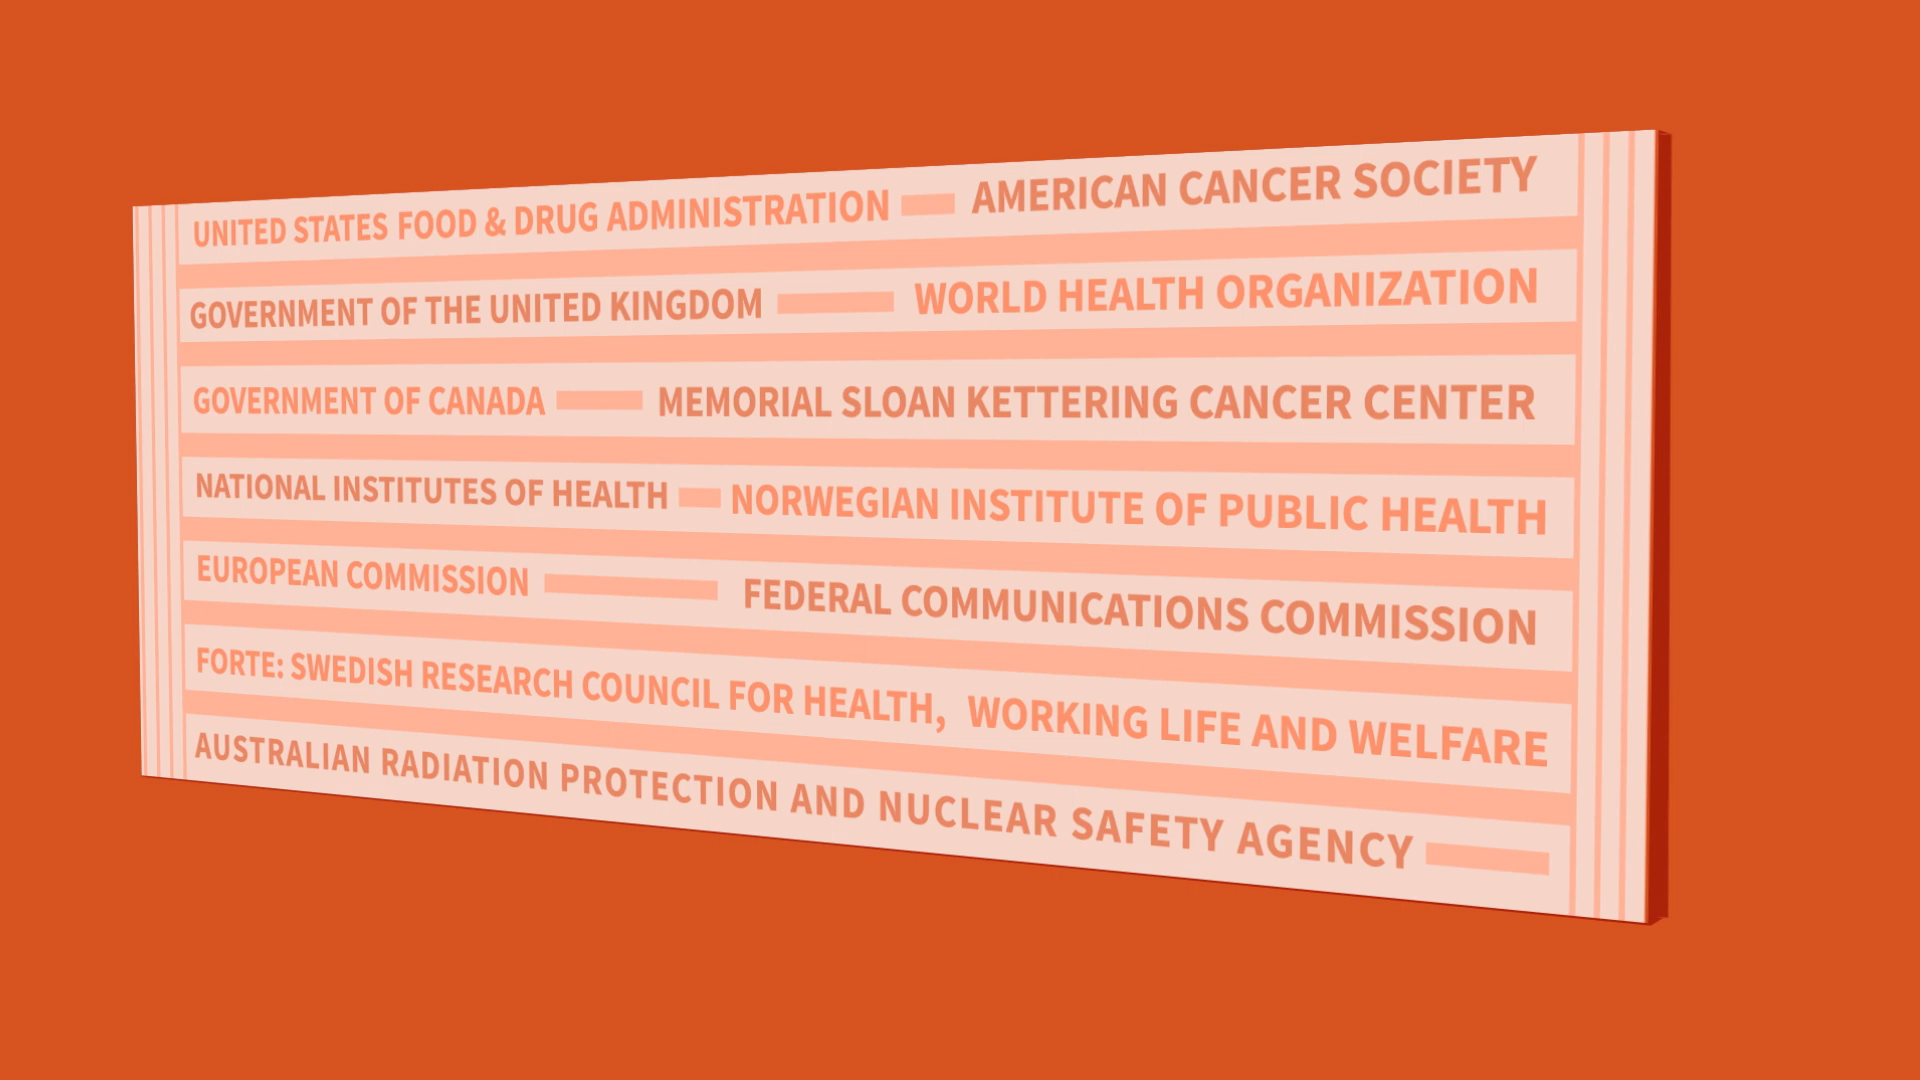 UNITED STATES FOOD & DRUG ADMINISTRATION AMERICAN CANCER SOCIETY
GOVERNMENT OF THE UNITED KINGDOM WORLD HEALTH ORGANIZATION
GOVERNMENT OF CANADA MEMORIAL SLOAN KETTERING CANCER CENTER
NATIONAL INSTITUTES OF HEALTH NORWEGIAN INSTITUTE OF PUBLIC HEALTH
EUROPEAN COMMISSION FEDERAL COMMUNICATIONS COMMISSION
FORTE: SWEDISH RESEARCH COUNCIL FOR HEALTH, WORKING LIFE AND WELFARE
AUSTRALIAN RADIATION PROTECTION AND NUCLEAR SAFETY AGENCY